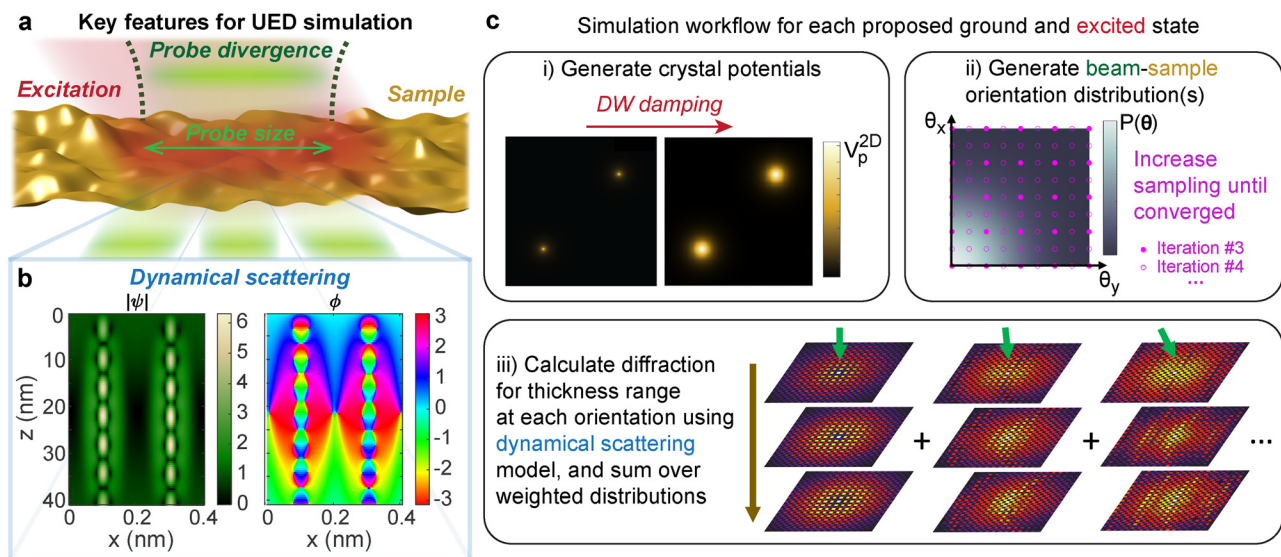 a
Key features for UED simulation
Probe divergence
Excitation
Sample
Probe size
b
Dynamical scattering
|ψ|
ϕ
0
10
20
30
40
z (nm)
0
0.2
0.4
x (nm)
6
5
4
3
2
1
0
0
0.2
0.4
x (nm)
3
2
1
0
-1
-2
-3
c
Simulation workflow for each proposed ground and excited state
i) Generate crystal potentials
DW damping
V_p^2D
ii) Generate beam-sample
orientation distribution(s)
θ_x
P(θ)
θ_y
Increase
sampling until
converged
Iteration #3
Iteration #4
...
iii) Calculate diffraction
for thickness range
at each orientation using
dynamical scattering
model, and sum over
weighted distributions
+
+
...